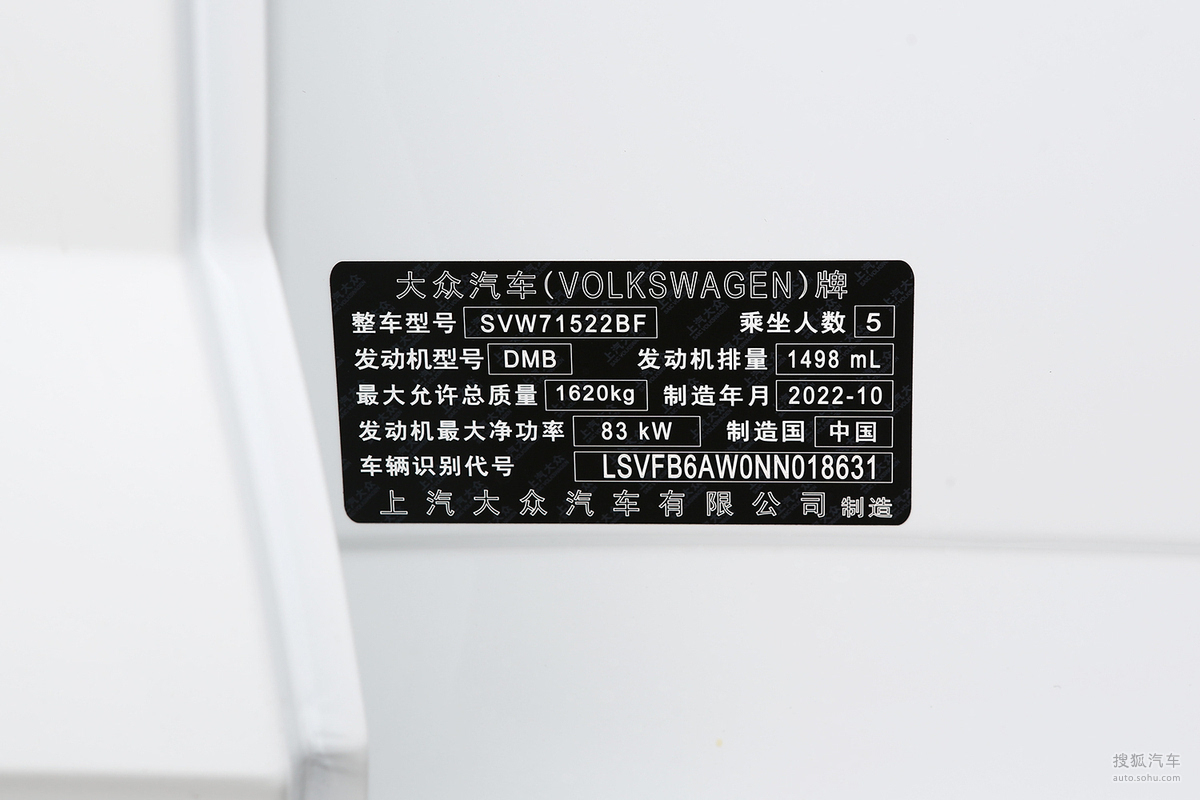 大众汽车(VOLKSWAGEN)牌
整车型号 SVW71522BF 乘坐人数 5
发动机型号 DMB 发动机排量 1498 mL
最大允许总质量 1620kg 制造年月 2022-10
发动机最大净功率 83 kW 制造国 中国
车辆识别代号 LSVFB6AW0NN018631
上汽大众汽车有限公司 制造
搜狐汽车
auto.sohu.com